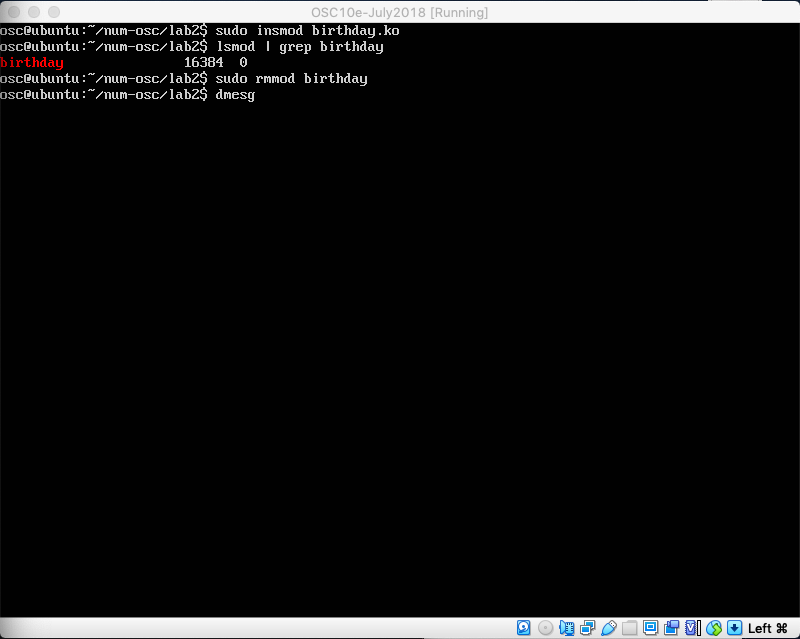 OSC10e-July2018 [Running]
osc@ubuntu:~/num-osc/lab2$ sudo insmod birthday.ko
osc@ubuntu:~/num-osc/lab2$ lsmod | grep birthday
birthday               16384  0
osc@ubuntu:~/num-osc/lab2$ sudo rmmod birthday
osc@ubuntu:~/num-osc/lab2$ dmesg
Left ⌘